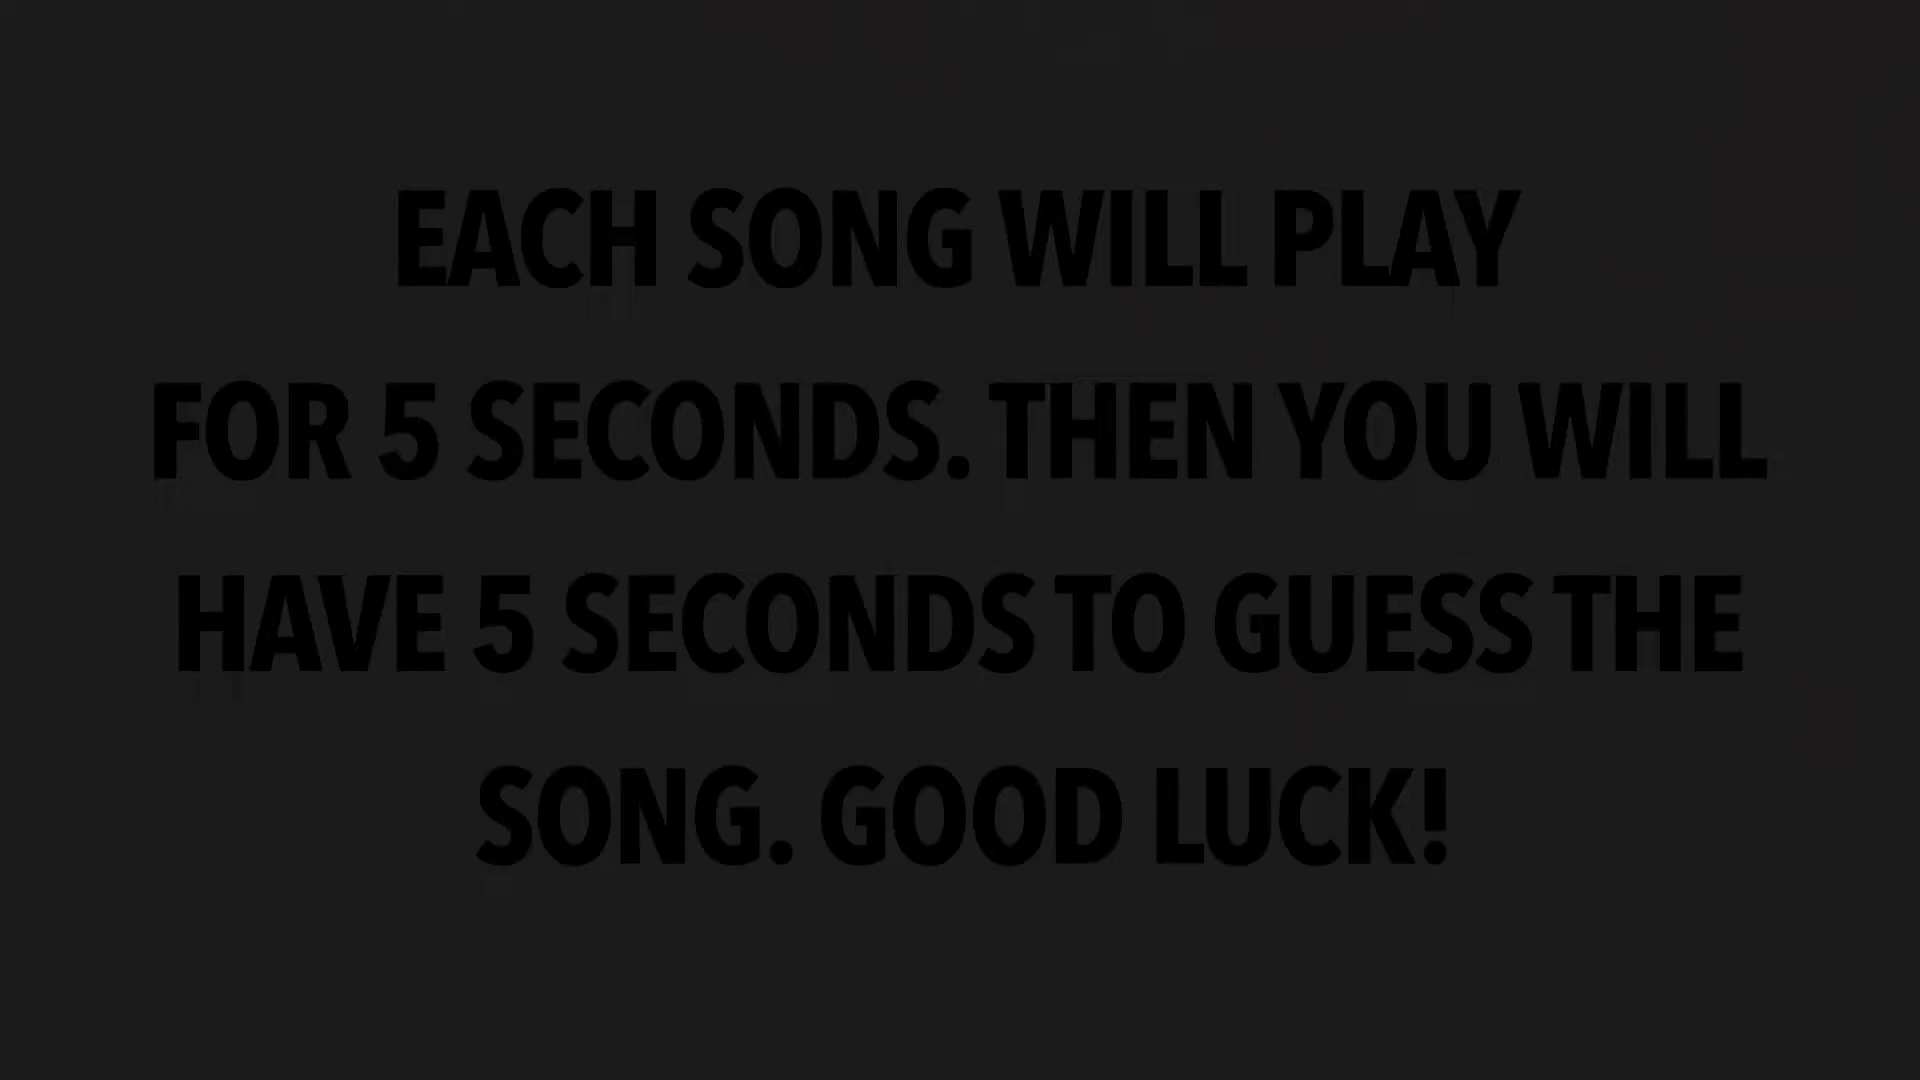 EACH SONG WILL PLAY
FOR 5 SECONDS. THEN YOU WILL
HAVE 5 SECONDS TO GUESS THE
SONG. GOOD LUCK!